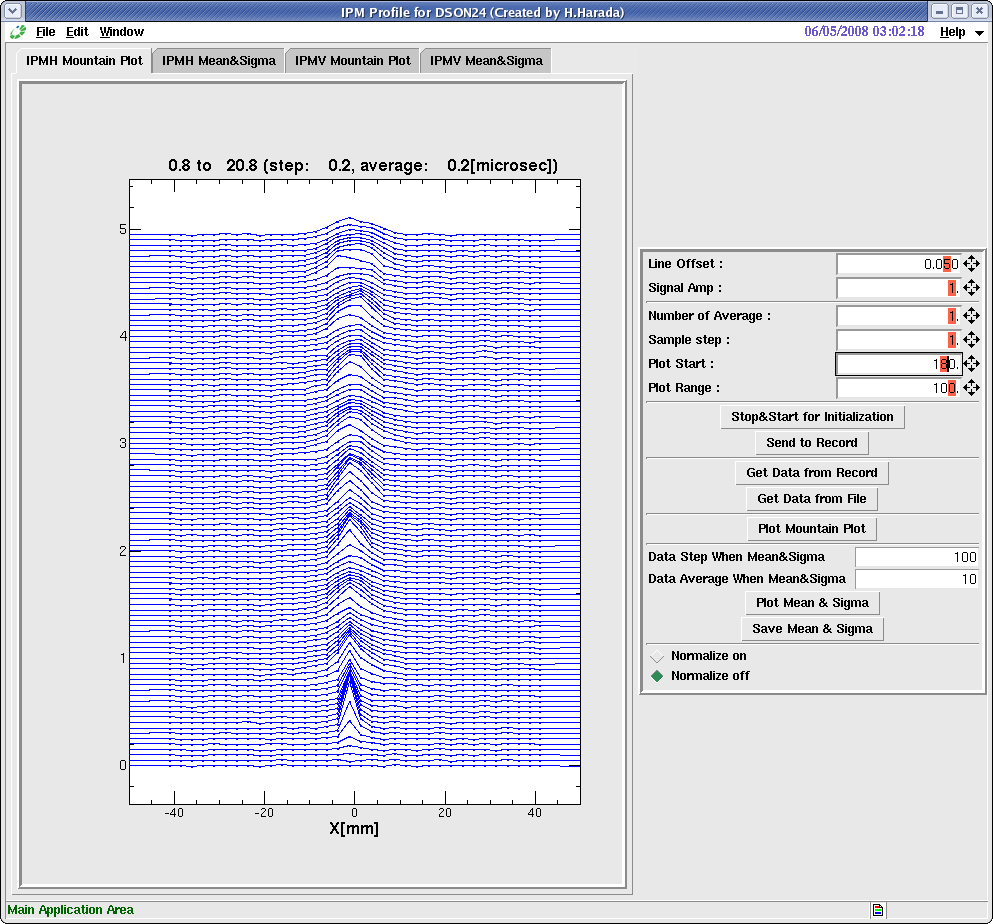 IPM Profile for DSON24 (Created by H.Harada)
File Edit Window 06/05/2008 03:02:18 Help
IPMH Mountain Plot IPMH Mean&Sigma IPMV Mountain Plot IPMV Mean&Sigma
0.8 to 20.8 (step: 0.2, average: 0.2[microsec])
5
4
3
2
1
0
-40 -20 0 20 40
X[mm]
Line Offset : 0.050
Signal Amp : 1.
Number of Average : 1.
Sample step : 1.
Plot Start : 180.
Plot Range : 100.
Stop&Start for Initialization
Send to Record
Get Data from Record
Get Data from File
Plot Mountain Plot
Data Step When Mean&Sigma 100
Data Average When Mean&Sigma 10
Plot Mean & Sigma
Save Mean & Sigma
Normalize on
Normalize off
Main Application Area